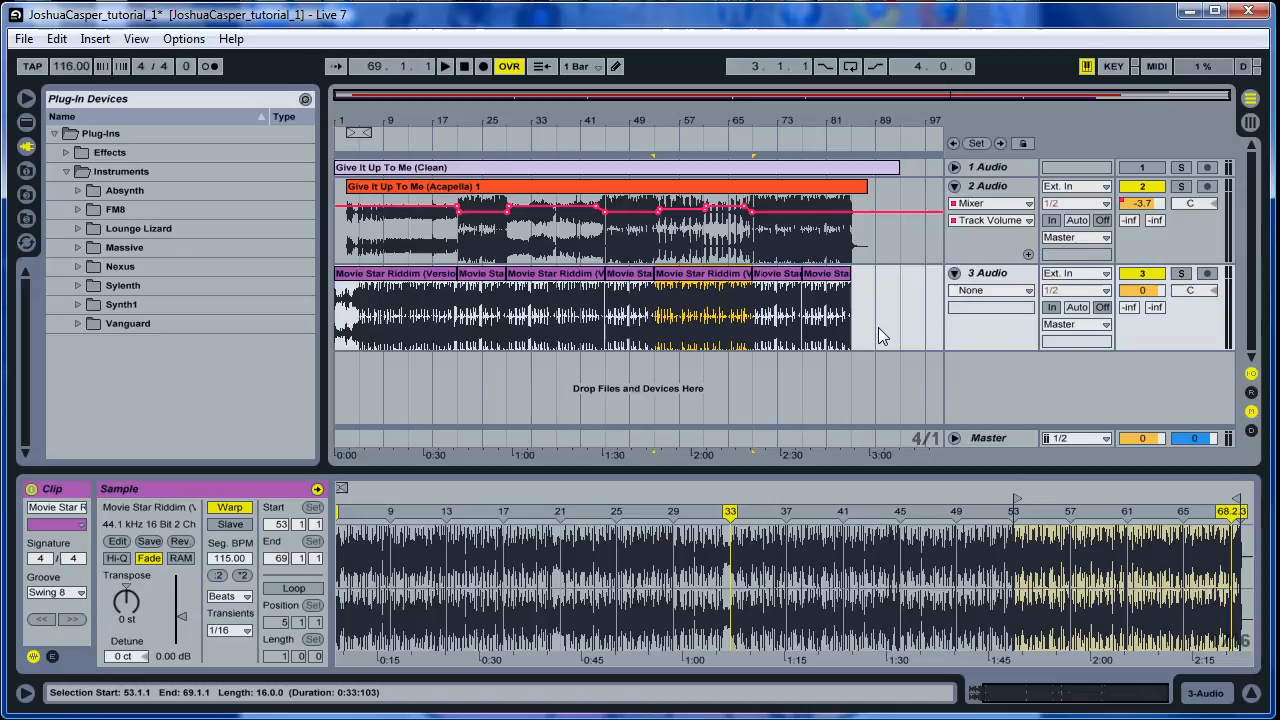 JoshuaCasper_tutorial_1* [JoshuaCasper_tutorial_1] - Live 7
File Edit Insert View Options Help
TAP 116.00 4 / 4 0 69 . 1 . 1 OVR 1 Bar 3 . 1 . 1 4 . 0 . 0 KEY MIDI 1 % D
Plug-In Devices
Name Type
Plug-Ins
Effects
Instruments
Absynth
FM8
Lounge Lizard
Massive
Nexus
Sylenth
Synth1
Vanguard
1 9 17 25 33 41 49 57 65 73 81 89 97
Set
Give It Up To Me (Clean)
1 Audio 1 S
Give It Up To Me (Acapella) 1
2 Audio Ext. In 2 S
Mixer 1/2 -3.7 C
Track Volume In Auto Off -inf -inf
Master
Movie Star Riddim (Versio Movie Sta Movie Star Riddim (V Movie Sta Movie Star Riddim (V Movie Sta Movie Sta
3 Audio Ext. In 3 S
None 1/2 0 C
In Auto Off -inf -inf
Master
Drop Files and Devices Here
4/1 Master 1/2 0 0
0:00 0:30 1:00 1:30 2:00 2:30 3:00
I·O
R
M
D
Clip
Movie Star R
Signature
4 / 4
Groove
Swing 8
<< >>
E
Sample
Movie Star Riddim (V
44.1 kHz 16 Bit 2 Ch
Edit Save Rev.
Hi-Q Fade RAM
Transpose
0 st
Detune
0 ct 0.00 dB
Warp
Slave
Seg. BPM
115.00
:2 *2
Beats
Transients
1/16
Start Set
53 1 1
End Set
69 1 1
Loop
Position Set
5 1 1
Length Set
1 0 0
9 13 17 21 25 29 33 37 41 45 49 53 57 61 65 68.2.3
0:15 0:30 0:45 1:00 1:15 1:30 1:45 2:00 2:15
Selection Start: 53.1.1 End: 69.1.1 Length: 16.0.0 (Duration: 0:33:103)
3-Audio